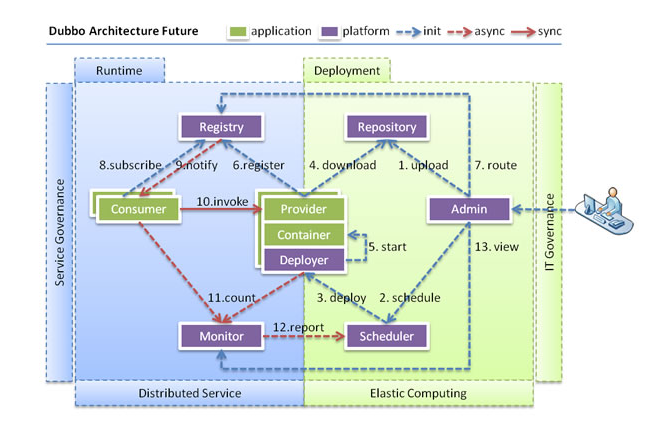 Dubbo Architecture Future
application
platform
init
async
sync
Runtime
Deployment
Registry
Repository
8.subscribe
9.notify
6.register
4. download
1. upload
7. route
Service Governance
Consumer
10.invoke
Provider
Admin
Container
Deployer
5. start
13. view
IT Governance
11.count
3. deploy
2. schedule
Monitor
12.report
Scheduler
Distributed Service
Elastic Computing